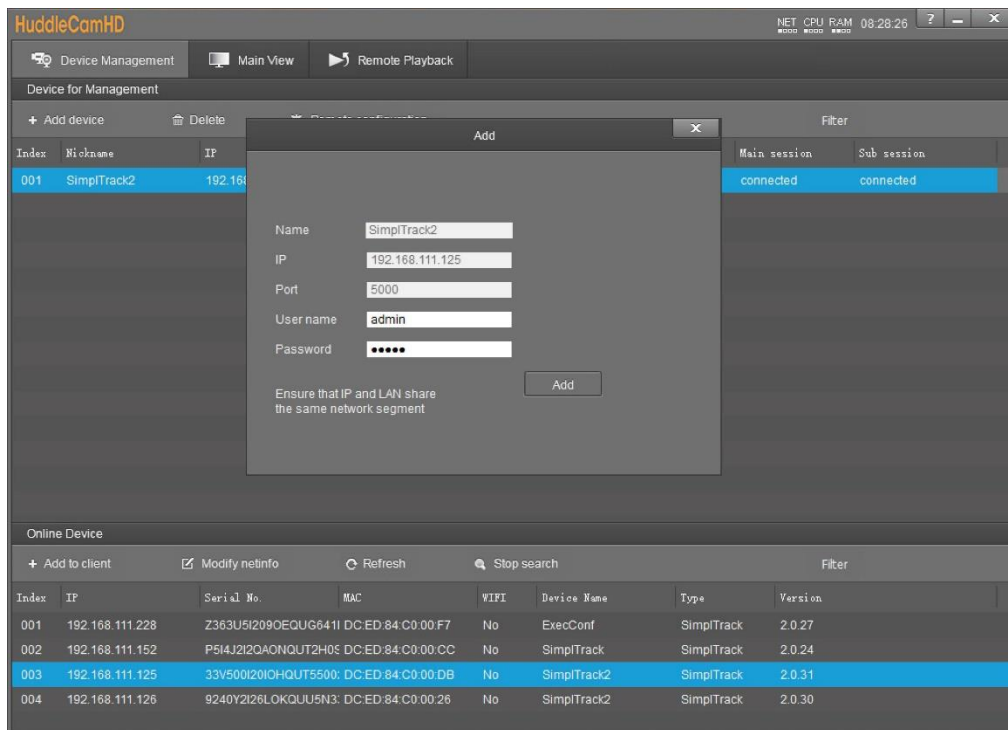 HuddleCamHD NET CPU RAM 08:28:26 ? – X
Device Management Main View Remote Playback
Device for Management
+ Add device Delete Remote configuration Filter
Add X
Index Nickname IP Main session Sub session
001 SimplTrack2 192.168 connected connected
Name SimplTrack2
IP 192.168.111.125
Port 5000
User name admin
Password •••••
Ensure that IP and LAN share
the same network segment
Add
Online Device
+ Add to client Modify netinfo Refresh Stop search Filter
Index IP Serial No. MAC WIFI Device Name Type Version
001 192.168.111.228 Z363U5I209OEQUG641I DC:ED:84:C0:00:F7 No ExecConf SimplTrack 2.0.27
002 192.168.111.152 P5I4J2I2QAONQUT2H0S DC:ED:84:C0:00:CC No SimplTrack SimplTrack 2.0.24
003 192.168.111.125 33V500I20IOHQUT5500: DC:ED:84:C0:00:DB No SimplTrack2 SimplTrack 2.0.31
004 192.168.111.126 9240Y2I26LOKQUU5N3: DC:ED:84:C0:00:26 No SimplTrack2 SimplTrack 2.0.30